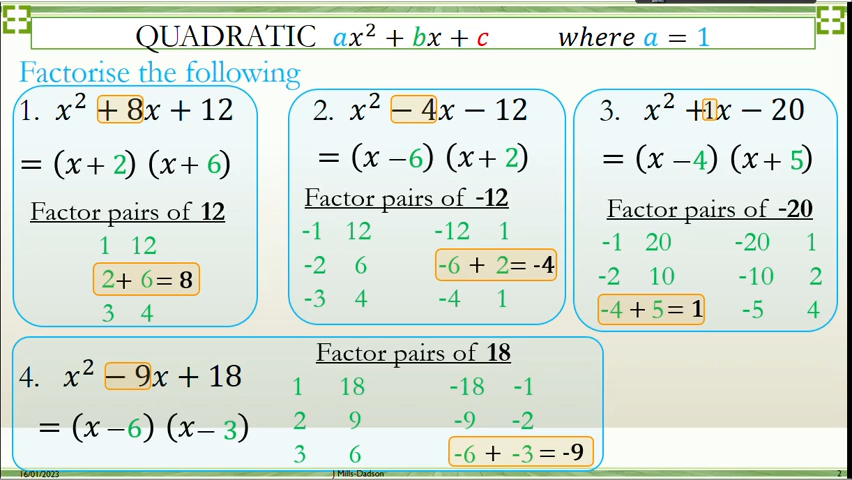 QUADRATIC ax² + bx + c where a = 1
Factorise the following
1. x² + 8x + 12
= (x + 2) (x + 6)
Factor pairs of 12
1 12
2 + 6 = 8
3 4
2. x² − 4x − 12
= (x − 6) (x + 2)
Factor pairs of -12
-1 12 -12 1
-2 6 -6 + 2 = -4
-3 4 -4 1
3. x² +1x − 20
= (x − 4) (x + 5)
Factor pairs of -20
-1 20 -20 1
-2 10 -10 2
-4 + 5 = 1 -5 4
4. x² − 9x + 18
= (x − 6) (x − 3)
Factor pairs of 18
1 18 -18 -1
2 9 -9 -2
3 6 -6 + -3 = -9
16/01/2023 J Mills-Dadson 2